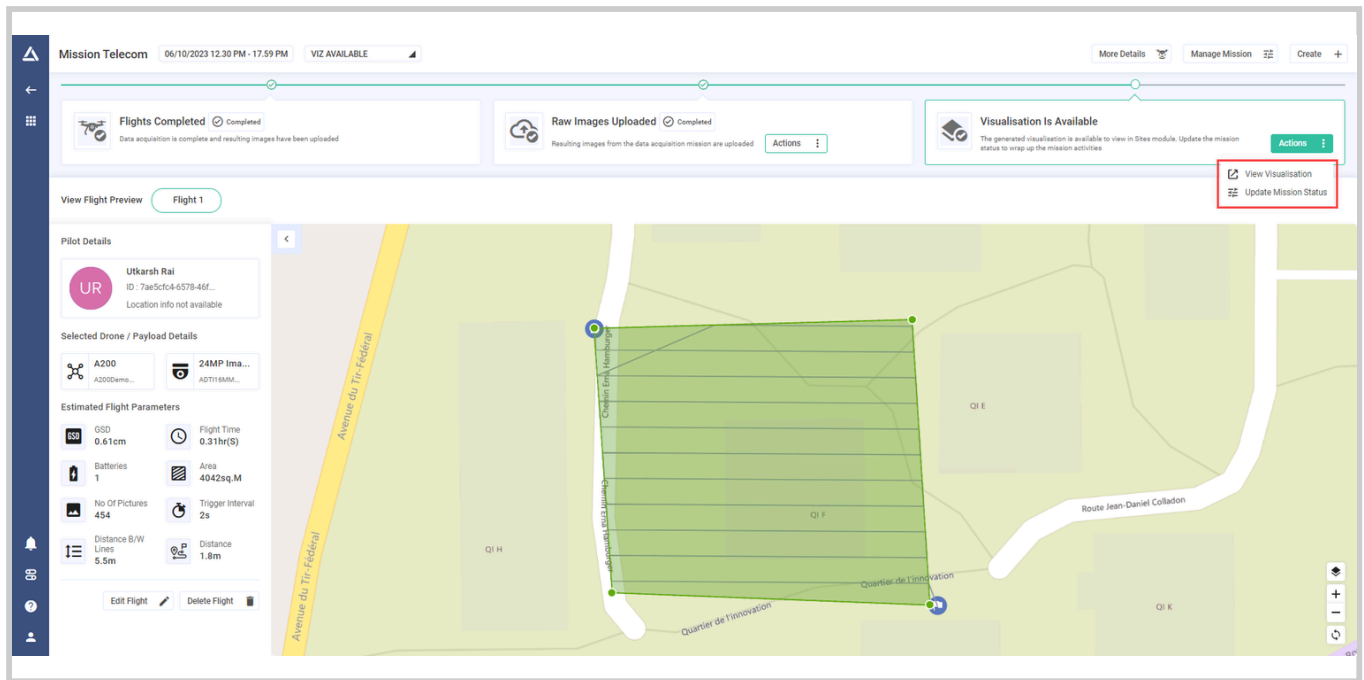 Mission Telecom
06/10/2023 12.30 PM - 17.59 PM
VIZ AVAILABLE
More Details
Manage Mission
Create +
Flights Completed
Completed
Data acquisition is complete and resulting images have been uploaded
Raw Images Uploaded
Completed
Resulting images from the data acquisition mission are uploaded
Actions
Visualisation Is Available
The generated visualisation is available to view in Sites module. Update the mission
status to wrap up the mission activities
Actions
View Visualisation
Update Mission Status
View Flight Preview
Flight 1
Pilot Details
UR
Utkarsh Rai
ID : 7ae5cfc4-6578-46f...
Location info not available
Selected Drone / Payload Details
A200
A200Demo...
24MP Ima...
ADTI16MM...
Estimated Flight Parameters
GSD
GSD
0.61cm
Flight Time
0.31hr(S)
Batteries
1
Area
4042sq.M
No Of Pictures
454
Trigger Interval
2s
Distance B/W
Lines
5.5m
Distance
1.8m
Edit Flight
Delete Flight
Avenue du Tir-Fédéral
Avenue du Tir-Fédéral
Chemin Ema Hamburger
Chemin Ema Hamburger
QI E
QI F
QI H
QI K
Route Jean-Daniel Colladon
Quartier de l'innovation
Quartier de l'innovation